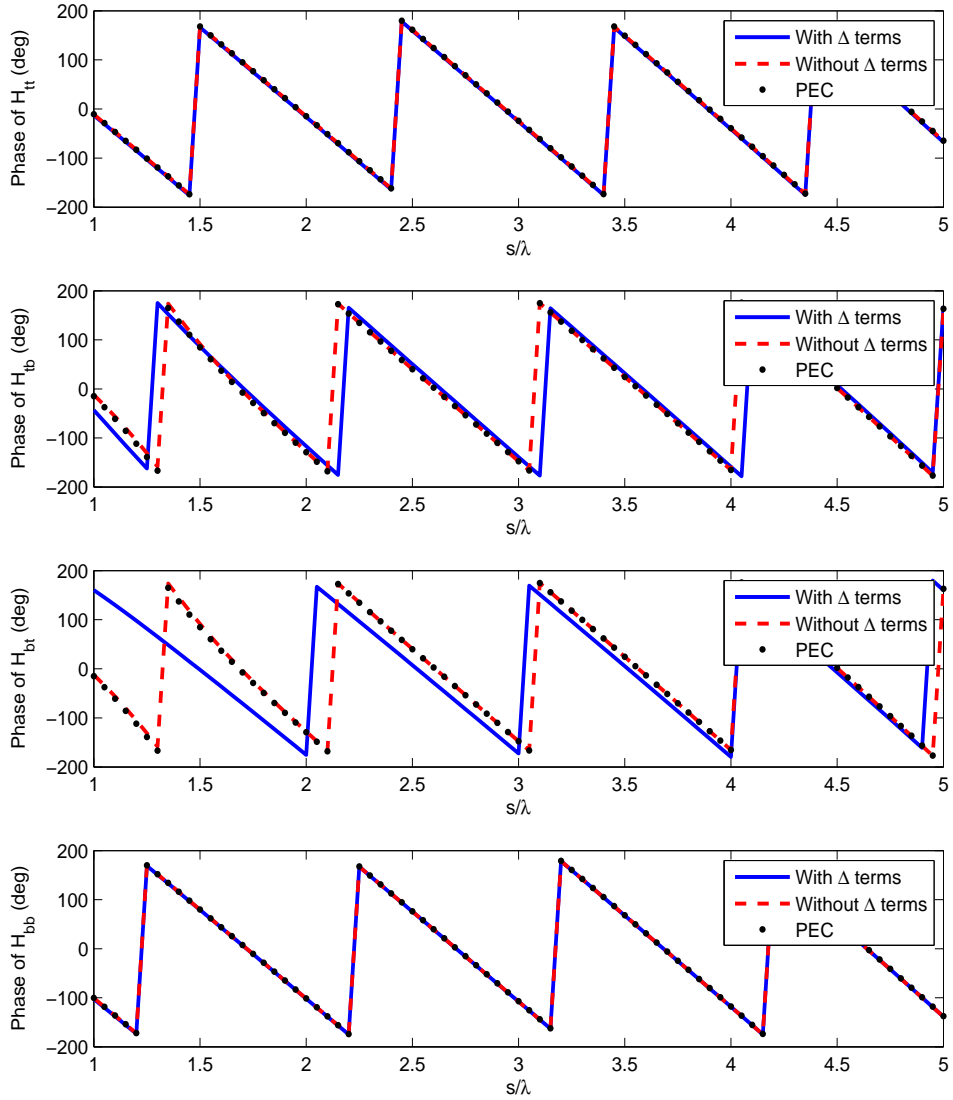 200
100
0
−100
−200
Phase of H_tt (deg)
1
1.5
2
2.5
3
3.5
4
4.5
5
s/λ
With Δ terms
Without Δ terms
PEC
200
100
0
−100
−200
Phase of H_tb (deg)
1
1.5
2
2.5
3
3.5
4
4.5
5
s/λ
With Δ terms
Without Δ terms
PEC
200
100
0
−100
−200
Phase of H_bt (deg)
1
1.5
2
2.5
3
3.5
4
4.5
5
s/λ
With Δ terms
Without Δ terms
PEC
200
100
0
−100
−200
Phase of H_bb (deg)
1
1.5
2
2.5
3
3.5
4
4.5
5
s/λ
With Δ terms
Without Δ terms
PEC